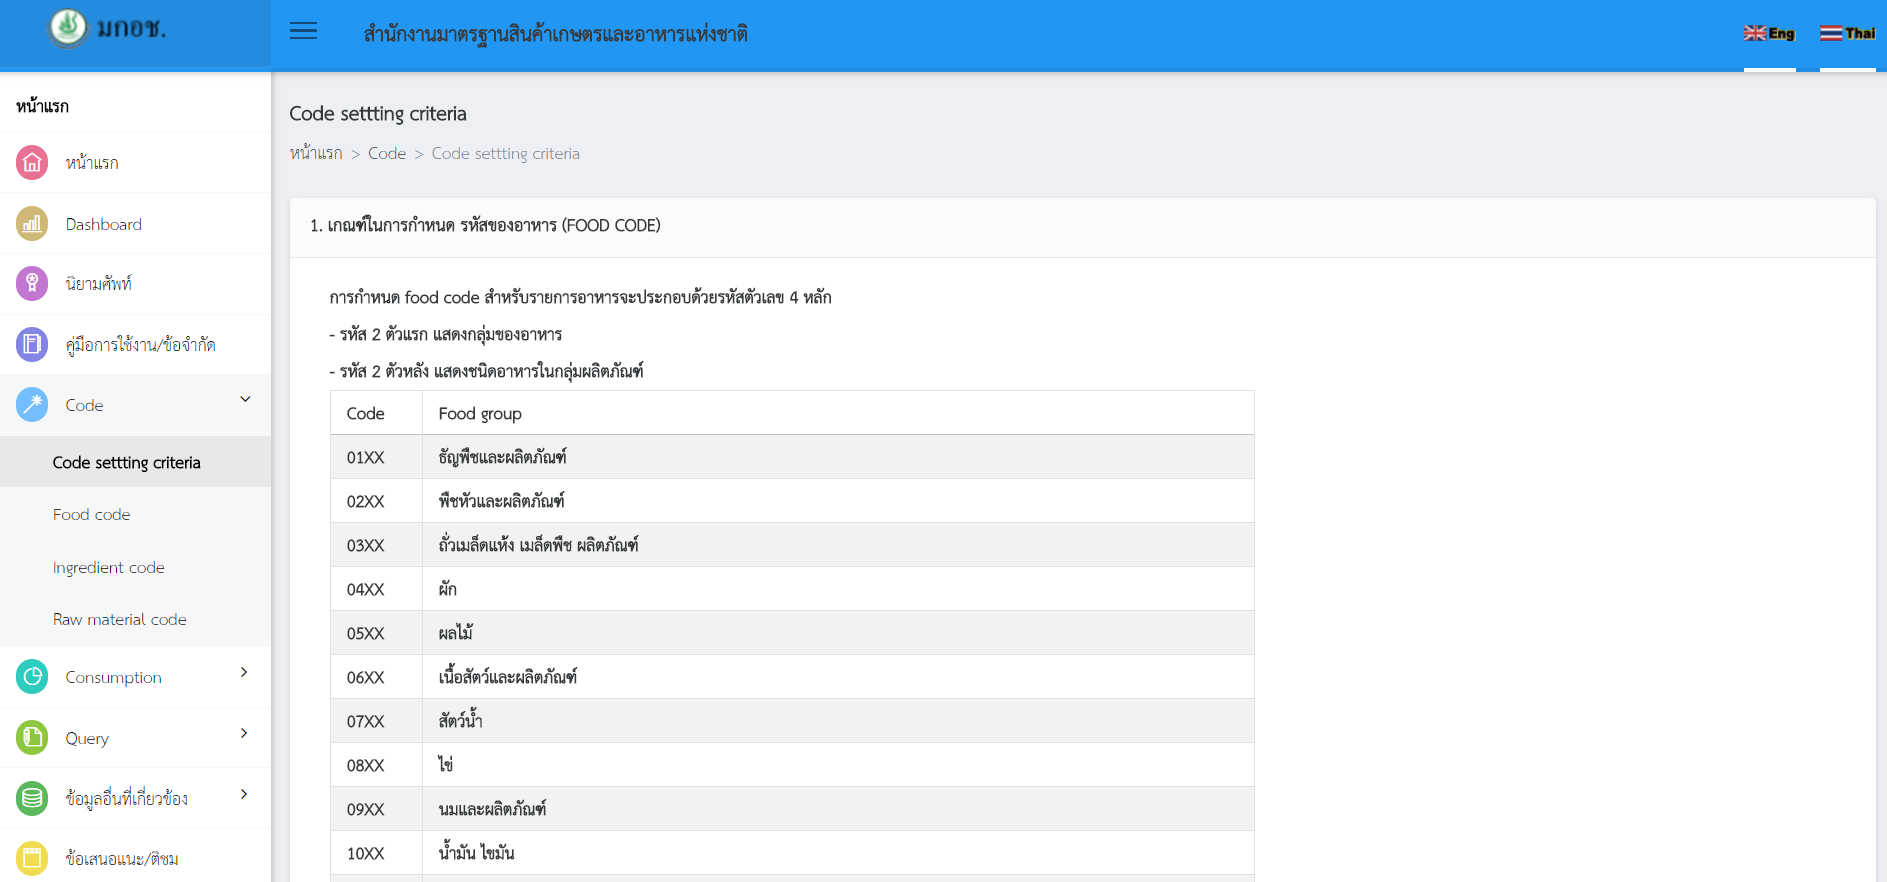 มกอช.
สำนักงานมาตรฐานสินค้าเกษตรและอาหารแห่งชาติ
Eng
Thai
หน้าแรก
หน้าแรก
Dashboard
นิยามศัพท์
คู่มือการใช้งาน/ข้อจำกัด
Code
Code settting criteria
Food code
Ingredient code
Raw material code
Consumption
Query
ข้อมูลอื่นที่เกี่ยวข้อง
ข้อเสนอแนะ/ติชม
Code settting criteria
หน้าแรก > Code > Code settting criteria
1. เกณฑ์ในการกำหนด รหัสของอาหาร (FOOD CODE)
การกำหนด food code สำหรับรายการอาหารจะประกอบด้วยรหัสตัวเลข 4 หลัก
- รหัส 2 ตัวแรก แสดงกลุ่มของอาหาร
- รหัส 2 ตัวหลัง แสดงชนิดอาหารในกลุ่มผลิตภัณฑ์
Code Food group
01XX ธัญพืชและผลิตภัณฑ์
02XX พืชหัวและผลิตภัณฑ์
03XX ถั่วเมล็ดแห้ง เมล็ดพืช ผลิตภัณฑ์
04XX ผัก
05XX ผลไม้
06XX เนื้อสัตว์และผลิตภัณฑ์
07XX สัตว์น้ำ
08XX ไข่
09XX นมและผลิตภัณฑ์
10XX น้ำมัน ไขมัน